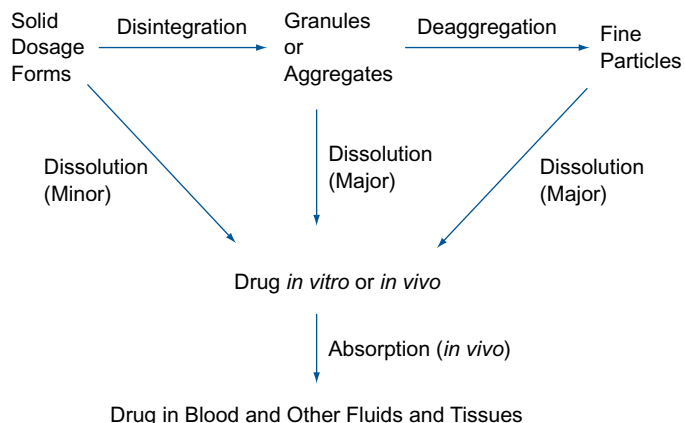 Solid
Dosage
Forms
Disintegration
Granules
or
Aggregates
Deaggregation
Fine
Particles
Dissolution
(Minor)
Dissolution
(Major)
Dissolution
(Major)
Drug in vitro or in vivo
Absorption (in vivo)
Drug in Blood and Other Fluids and Tissues